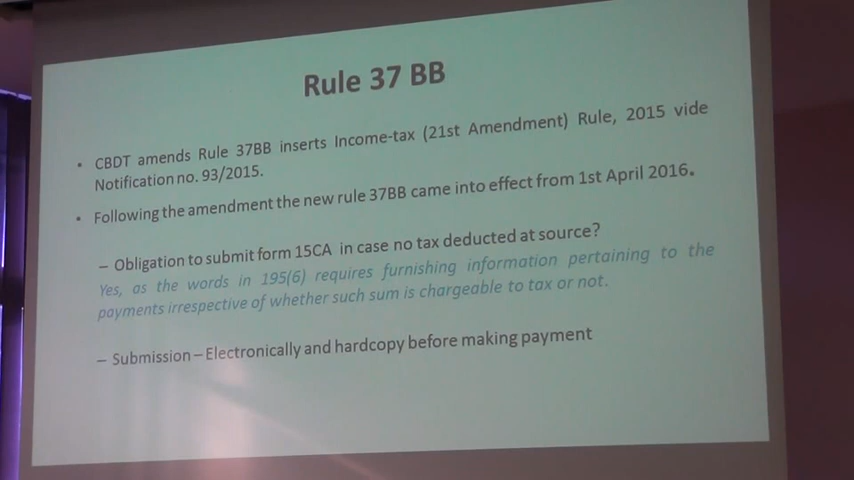 Rule 37 BB
• CBDT amends Rule 37BB inserts Income-tax (21st Amendment) Rule, 2015 vide
Notification no. 93/2015.
• Following the amendment the new rule 37BB came into effect from 1st April 2016.
– Obligation to submit form 15CA in case no tax deducted at source?
Yes, as the words in 195(6) requires furnishing information pertaining to the
payments irrespective of whether such sum is chargeable to tax or not.
– Submission – Electronically and hardcopy before making payment